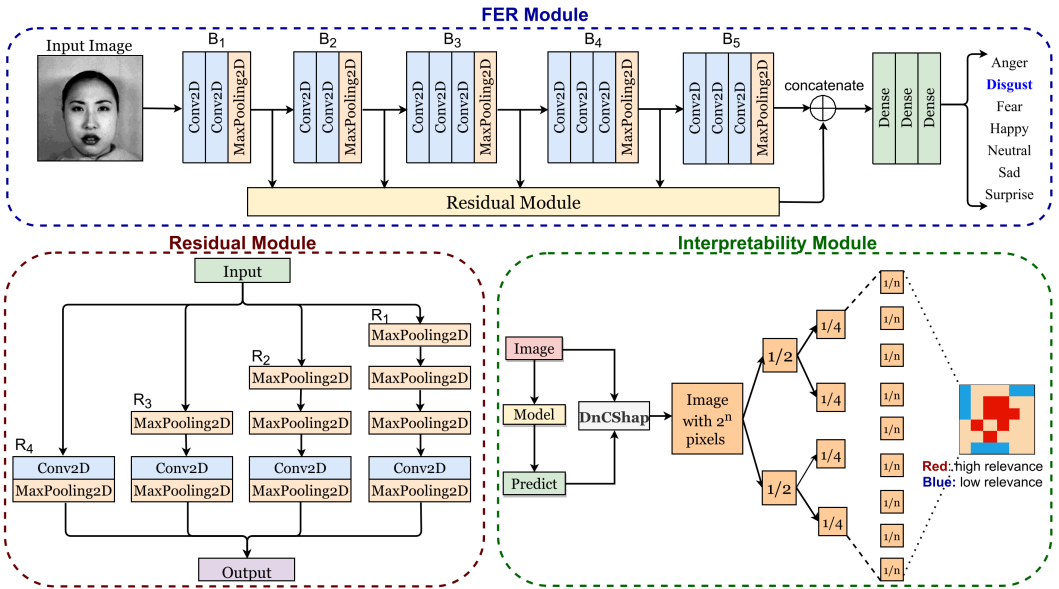 FER Module
Input Image
B1
B2
B3
B4
B5
Conv2D
Conv2D
MaxPooling2D
Conv2D
Conv2D
MaxPooling2D
Conv2D
Conv2D
Conv2D
MaxPooling2D
Conv2D
Conv2D
Conv2D
MaxPooling2D
Conv2D
Conv2D
Conv2D
MaxPooling2D
concatenate
Dense
Dense
Dense
Anger
Disgust
Fear
Happy
Neutral
Sad
Surprise
Residual Module
Residual Module
Input
R1
MaxPooling2D
R2
MaxPooling2D
MaxPooling2D
R3
MaxPooling2D
MaxPooling2D
MaxPooling2D
R4
Conv2D
Conv2D
Conv2D
Conv2D
MaxPooling2D
MaxPooling2D
MaxPooling2D
MaxPooling2D
Output
Interpretability Module
Image
Model
Predict
DnCShap
Image
with 2^n
pixels
1/2
1/2
1/4
1/4
1/4
1/4
1/n
1/n
1/n
1/n
1/n
1/n
1/n
1/n
1/n
Red: high relevance
Blue: low relevance